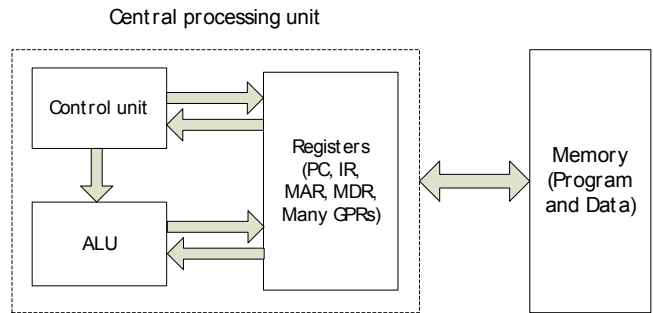 Central processing unit
Control unit
Registers
(PC, IR,
MAR, MDR,
Many GPRs)
ALU
Memory
(Program
and Data)